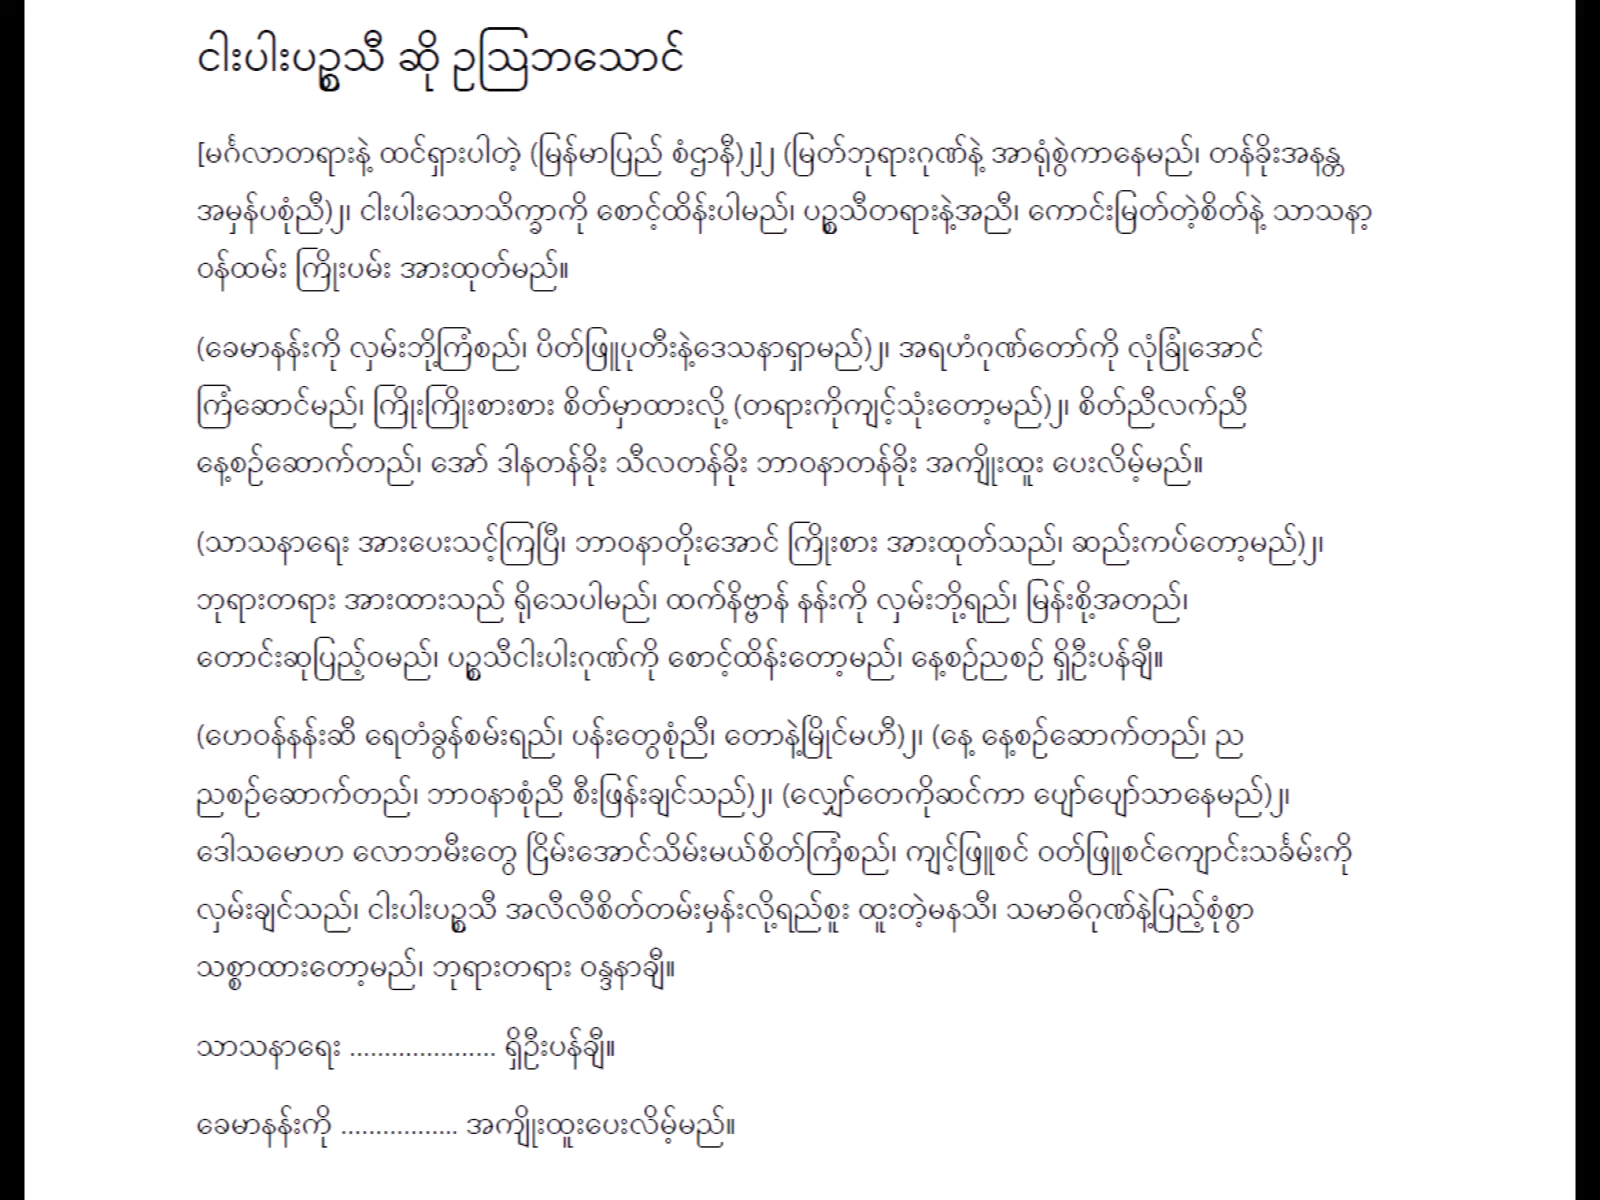 ငါးပါးပဉ္စသီ ဆို ဥဩဘသောင်
[မင်္ဂလာတရားနဲ့ ထင်ရှားပါတဲ့ (မြန်မာပြည် စံဌာနီ)၂]၂ (မြတ်ဘုရားဂုဏ်နဲ့ အာရုံစွဲကာနေမည်၊ တန်ခိုးအနန္တ
အမှန်ပစုံညီ)၂၊ ငါးပါးသောသိက္ခာကို စောင့်ထိန်းပါမည်၊ ပဉ္စသီတရားနဲ့အညီ၊ ကောင်းမြတ်တဲ့စိတ်နဲ့ သာသနာ့
ဝန်ထမ်း ကြိုးပမ်း အားထုတ်မည်။
(ခေမာနန်းကို လှမ်းဘို့ကြံစည်၊ ပိတ်ဖြူပုတီးနဲ့ဒေသနာရှာမည်)၂၊ အရဟံဂုဏ်တော်ကို လုံခြုံအောင်
ကြံဆောင်မည်၊ ကြိုးကြိုးစားစား စိတ်မှာထားလို့ (တရားကိုကျင့်သုံးတော့မည်)၂၊ စိတ်ညီလက်ညီ
နေ့စဉ်ဆောက်တည်၊ အော် ဒါနတန်ခိုး သီလတန်ခိုး ဘာဝနာတန်ခိုး အကျိုးထူး ပေးလိမ့်မည်။
(သာသနာရေး အားပေးသင့်ကြပြီ၊ ဘာဝနာတိုးအောင် ကြိုးစား အားထုတ်သည်၊ ဆည်းကပ်တော့မည်)၂၊
ဘုရားတရား အားထားသည် ရိုသေပါမည်၊ ထက်နိဗ္ဗာန် နန်းကို လှမ်းဘို့ရည်၊ မြန်းစို့အတည်၊
တောင်းဆုပြည့်ဝမည်၊ ပဉ္စသီငါးပါးဂုဏ်ကို စောင့်ထိန်းတော့မည်၊ နေ့စဉ်ညစဉ် ရှိဦးပန်ချီ။
(ဟေဝန်နန်းဆီ ရေတံခွန်စမ်းရည်၊ ပန်းတွေစုံညီ၊ တောနဲ့မြိုင်မဟီ)၂၊ (နေ့ နေ့စဉ်ဆောက်တည်၊ ည
ညစဉ်ဆောက်တည်၊ ဘာဝနာစုံညီ စီးဖြန်းချင်သည်)၂၊ (လျှော်တေကိုဆင်ကာ ပျော်ပျော်သာနေမည်)၂၊
ဒေါသမောဟ လောဘမီးတွေ ငြိမ်းအောင်သိမ်းမယ်စိတ်ကြံစည်၊ ကျင့်ဖြူစင် ဝတ်ဖြူစင်ကျောင်းသင်္ခမ်းကို
လှမ်းချင်သည်၊ ငါးပါးပဉ္စသီ အလီလီစိတ်တမ်းမှန်းလို့ရည်စူး ထူးတဲ့မနသီ၊ သမာဓိဂုဏ်နဲ့ပြည့်စုံစွာ
သစ္စာထားတော့မည်၊ ဘုရားတရား ဝန္ဒနာချီ။
သာသနာရေး ..................... ရှိဦးပန်ချီ။
ခေမာနန်းကို ................. အကျိုးထူးပေးလိမ့်မည်။